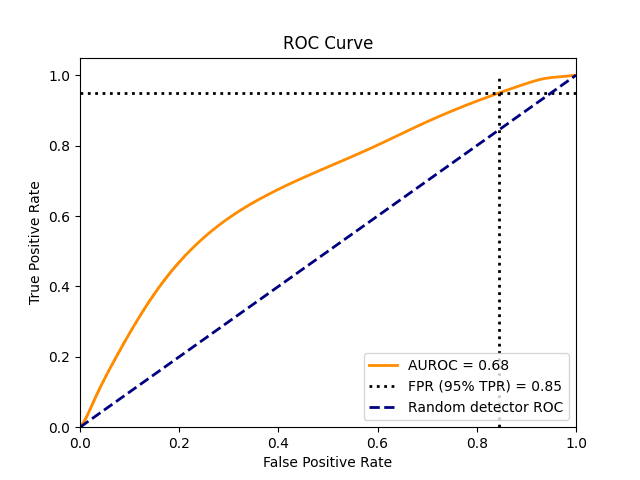 ROC Curve
True Positive Rate
1.0
0.8
0.6
0.4
0.2
0.0
0.0 0.2 0.4 0.6 0.8 1.0
False Positive Rate
AUROC = 0.68
FPR (95% TPR) = 0.85
Random detector ROC